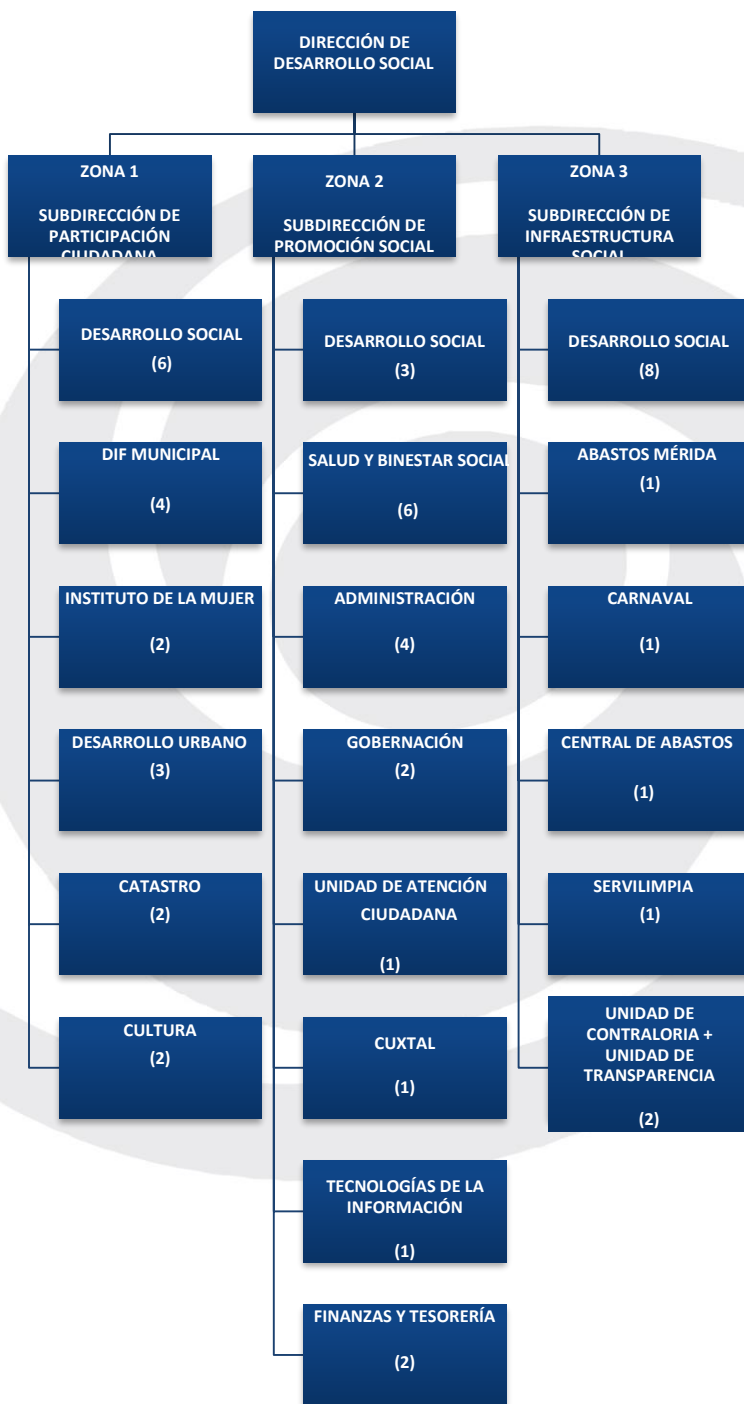 DIRECCIÓN DE
DESARROLLO SOCIAL
ZONA 1
SUBDIRECCIÓN DE
PARTICIPACIÓN
CIUDADANA
ZONA 2
SUBDIRECCIÓN DE
PROMOCIÓN SOCIAL
ZONA 3
SUBDIRECCIÓN DE
INFRAESTRUCTURA
SOCIAL
DESARROLLO SOCIAL
(6)
DIF MUNICIPAL
(4)
INSTITUTO DE LA MUJER
(2)
DESARROLLO URBANO
(3)
CATASTRO
(2)
CULTURA
(2)
DESARROLLO SOCIAL
(3)
SALUD Y BINESTAR SOCIAL
(6)
ADMINISTRACIÓN
(4)
GOBERNACIÓN
(2)
UNIDAD DE ATENCIÓN
CIUDADANA
(1)
CUXTAL
(1)
TECNOLOGÍAS DE LA
INFORMACIÓN
(1)
FINANZAS Y TESORERÍA
(2)
DESARROLLO SOCIAL
(8)
ABASTOS MÉRIDA
(1)
CARNAVAL
(1)
CENTRAL DE ABASTOS
(1)
SERVILIMPIA
(1)
UNIDAD DE
CONTRALORIA +
UNIDAD DE
TRANSPARENCIA
(2)